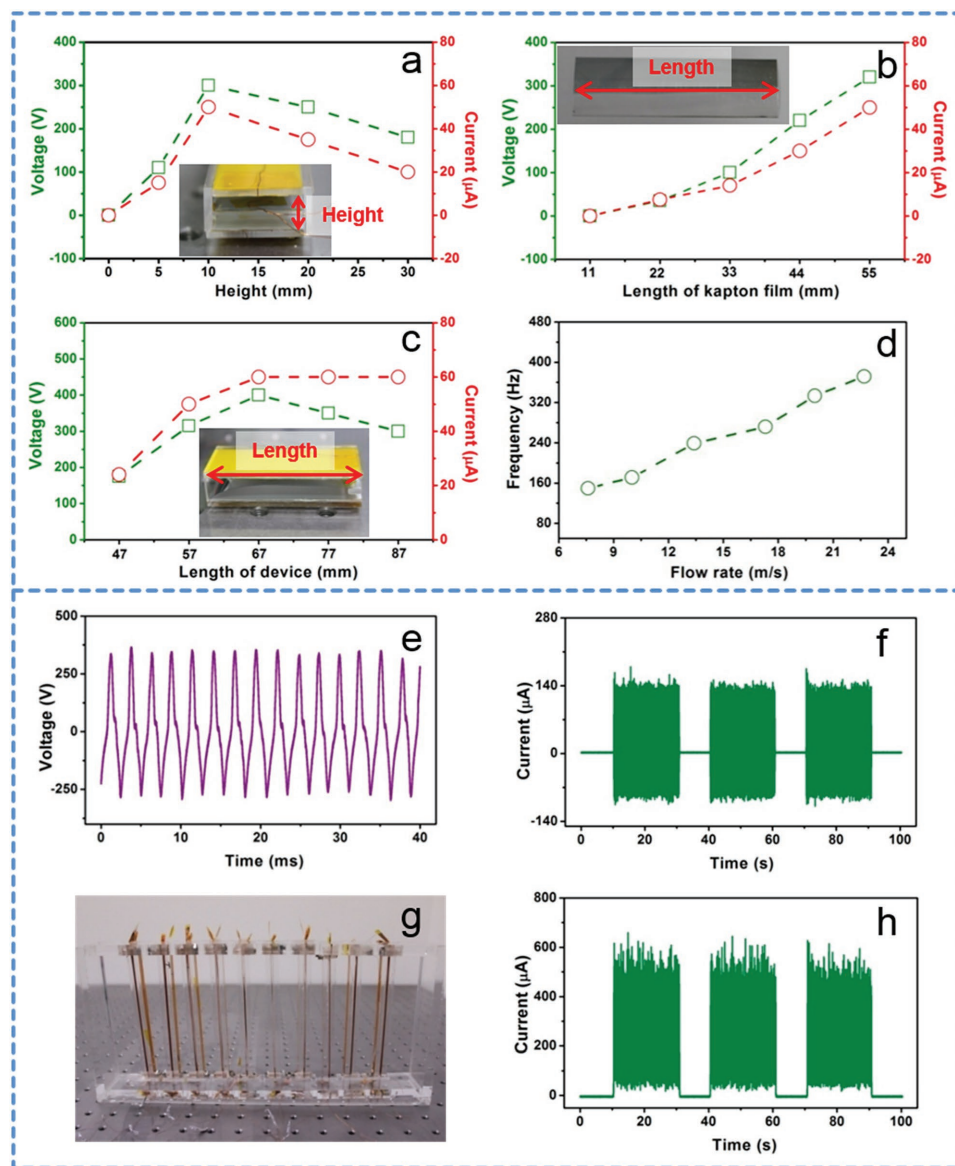 a
400
300
200
100
0
-100
Voltage (V)
80
60
40
20
0
-20
Current (μA)
Height
0 5 10 15 20 25 30
Height (mm)
b
Length
400
300
200
100
0
-100
Voltage (V)
80
60
40
20
0
-20
Current (μA)
11 22 33 44 55
Length of kapton film (mm)
c
600
500
400
300
200
100
0
Voltage (V)
80
60
40
20
0
Current (μA)
Length
47 57 67 77 87
Length of device (mm)
d
480
400
320
240
160
80
Frequency (Hz)
6 9 12 15 18 21 24
Flow rate (m/s)
e
500
250
0
-250
Voltage (V)
0 10 20 30 40
Time (ms)
f
280
140
0
-140
Current (μA)
0 20 40 60 80 100
Time (s)
g
h
800
600
400
200
0
Current (μA)
0 20 40 60 80 100
Time (s)